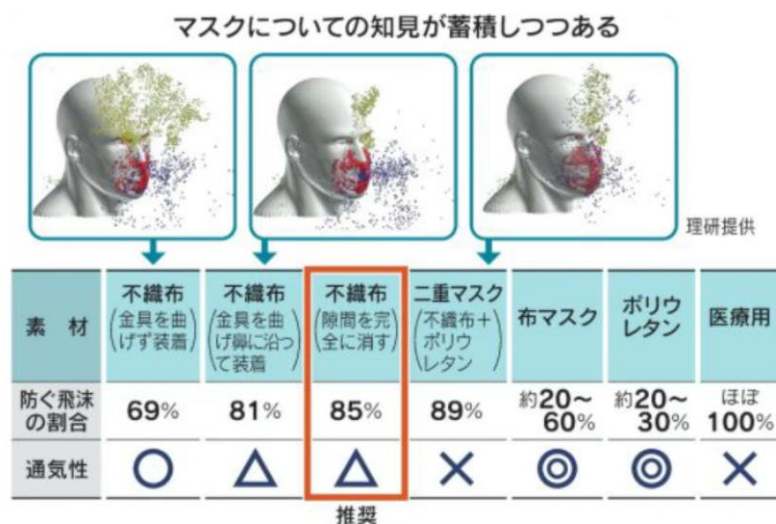 マスクについての知見が蓄積しつつある
理研提供
素 材
不織布
(金具を曲
げず装着)
不織布
(金具を曲
げ鼻に沿っ
て装着)
不織布
(隙間を完
全に消す)
二重マスク
(不織布+
ポリウ
レタン)
布マスク
ポリウ
レタン
医療用
防ぐ飛沫
の割合
69%
81%
85%
89%
約20~
60%
約20~
30%
ほぼ
100%
通気性
○
△
△
×
◎
◎
×
推奨